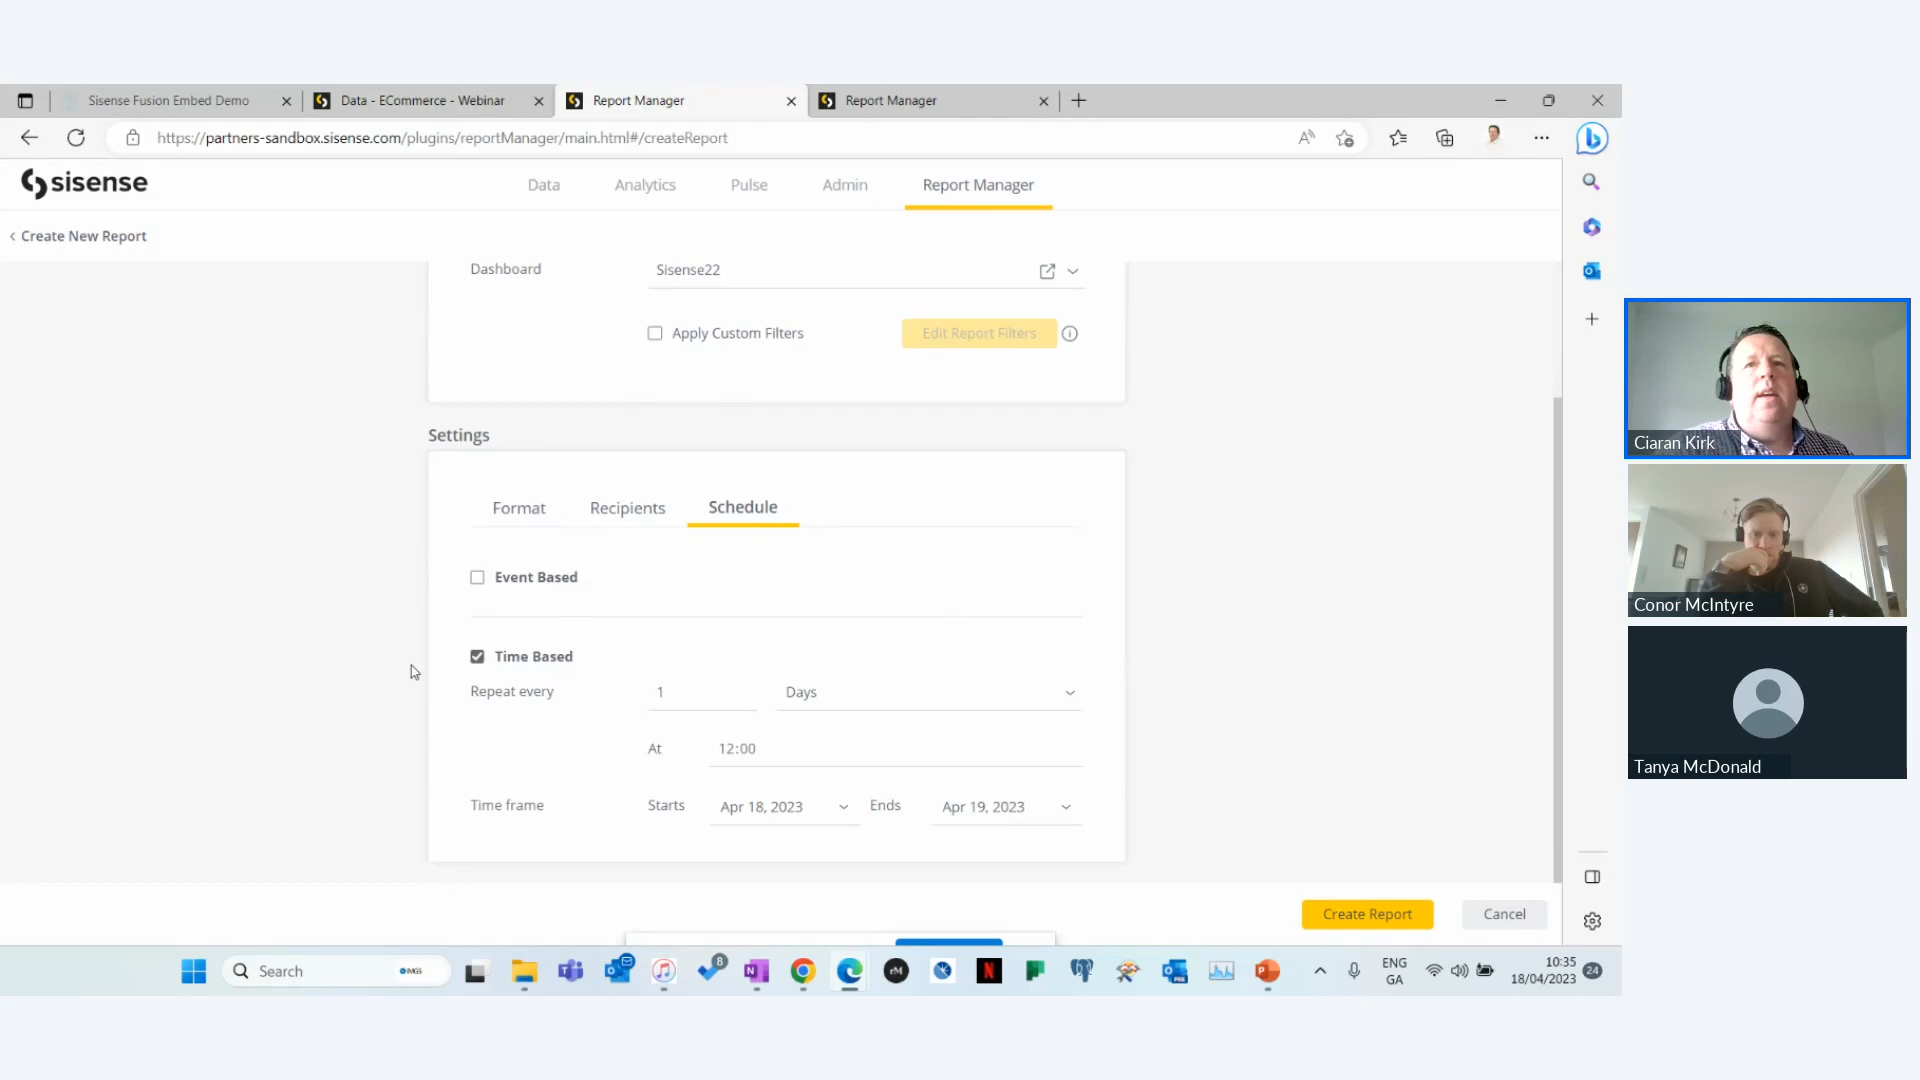 Sisense Fusion Embed Demo
Data - ECommerce - Webinar
Report Manager
Report Manager
https://partners-sandbox.sisense.com/plugins/reportManager/main.html#/createReport
sisense
Data
Analytics
Pulse
Admin
Report Manager
Create New Report
Dashboard
Sisense22
Apply Custom Filters
Edit Report Filters
Settings
Format
Recipients
Schedule
Event Based
Time Based
Repeat every
1
Days
At
12:00
Time frame
Starts
Apr 18, 2023
Ends
Apr 19, 2023
Create Report
Cancel
Ciaran Kirk
Conor McIntyre
Tanya McDonald
Search
8
N
rM
N
ENG
GA
10:35
18/04/2023
24